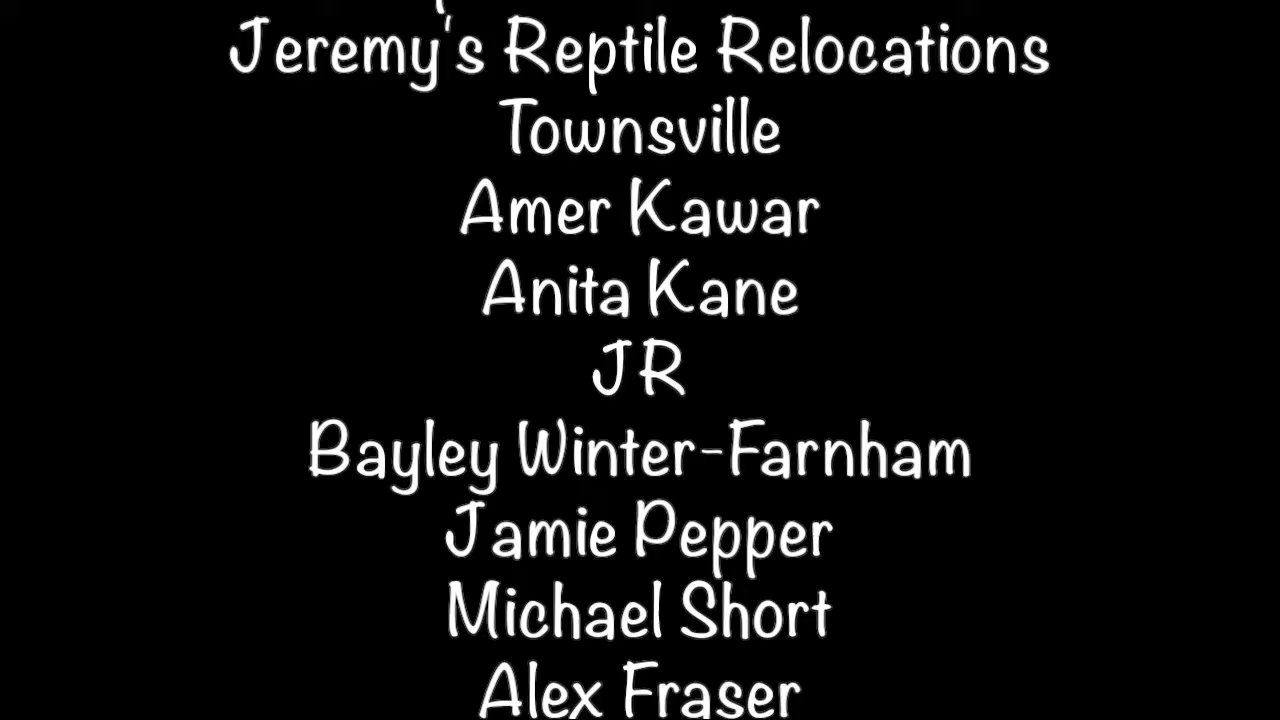 Jeremy's Reptile Relocations
Townsville
Amer Kawar
Anita Kane
JR
Bayley Winter-Farnham
Jamie Pepper
Michael Short
Alex Fraser